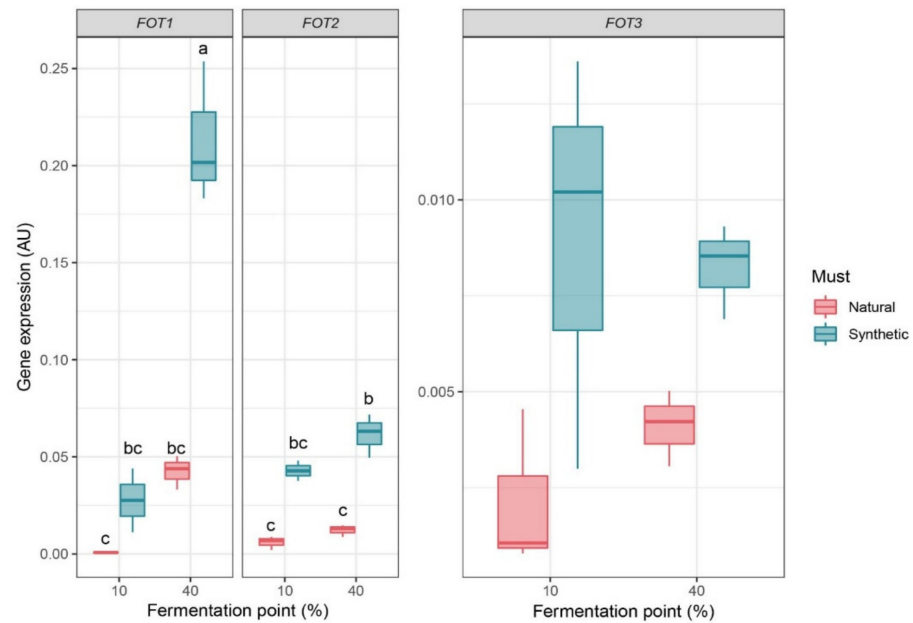 FOT1
FOT2
FOT3
Gene expression (AU)
0.25
0.20
0.15
0.10
0.05
0.00
a
bc
bc
c
b
bc
c
c
10
40
10
40
Fermentation point (%)
0.010
0.005
10
40
Fermentation point (%)
Must
Natural
Synthetic